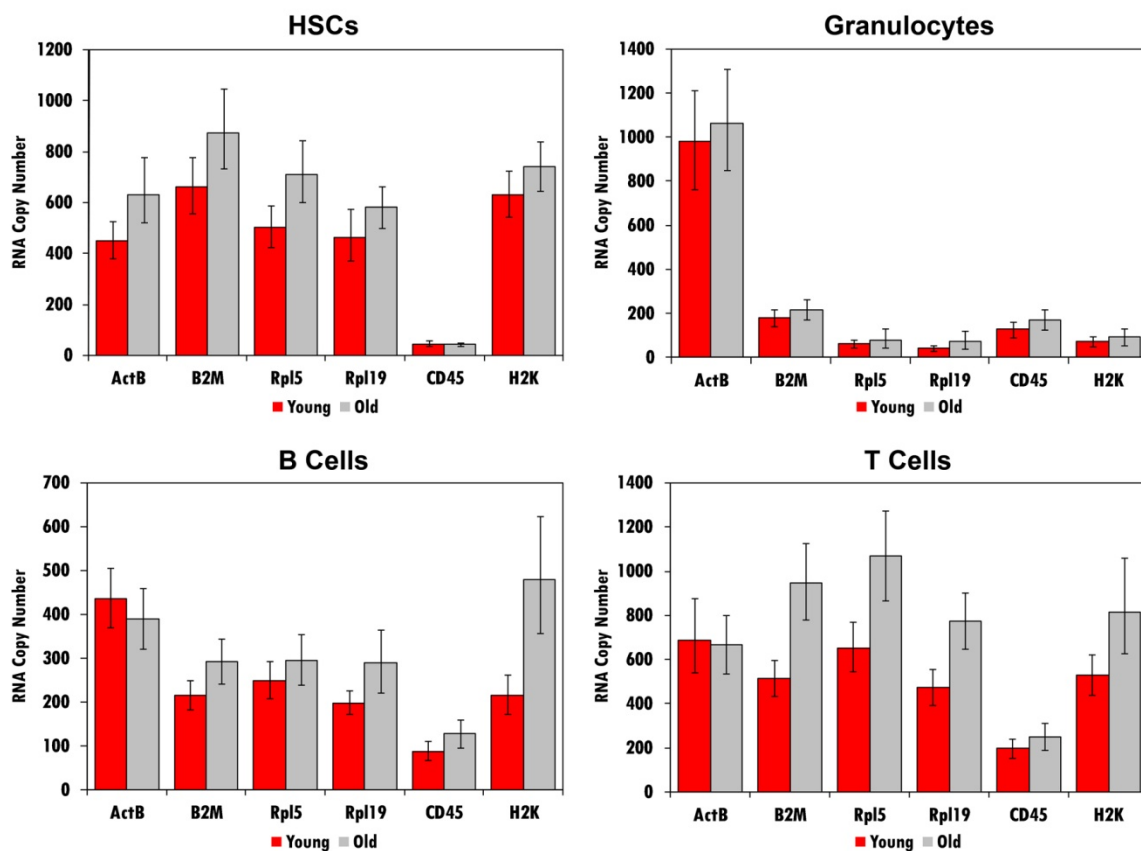 HSCs
RNA Copy Number
1200
1000
800
600
400
200
0
ActB B2M Rpl5 Rpl19 CD45 H2K
Young Old
Granulocytes
RNA Copy Number
1400
1200
1000
800
600
400
200
0
ActB B2M Rpl5 Rpl19 CD45 H2K
Young Old
B Cells
RNA Copy Number
700
600
500
400
300
200
100
0
ActB B2M Rpl5 Rpl19 CD45 H2K
Young Old
T Cells
RNA Copy Number
1400
1200
1000
800
600
400
200
0
ActB B2M Rpl5 Rpl19 CD45 H2K
Young Old